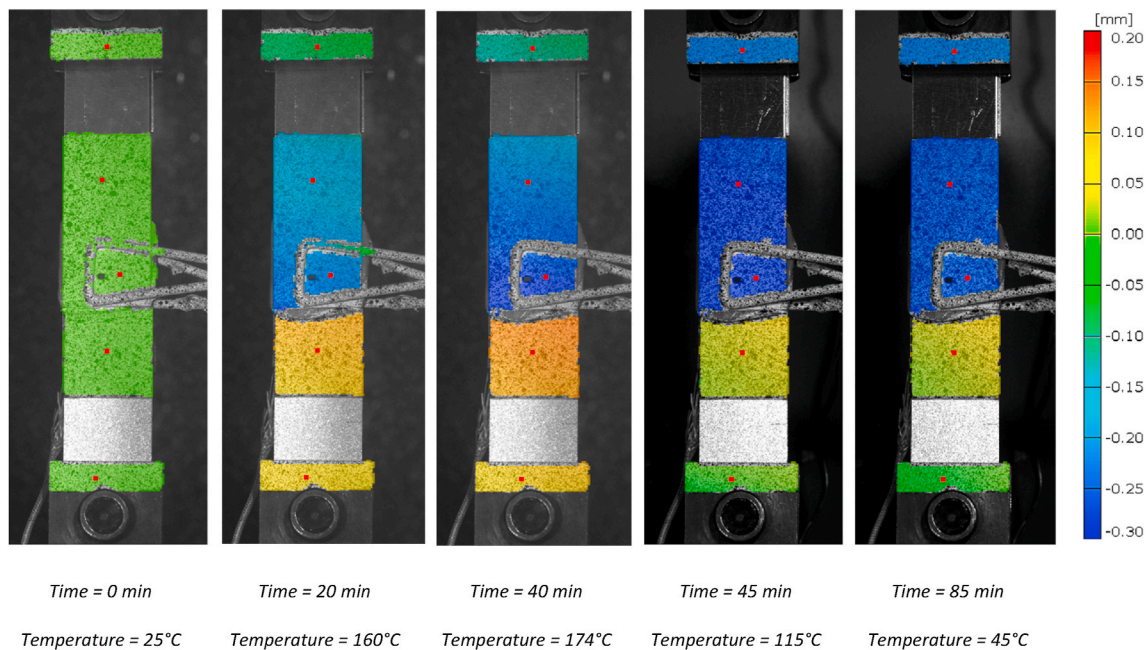 [mm]
0.20
0.15
0.10
0.05
0.00
-0.05
-0.10
-0.15
-0.20
-0.25
-0.30
Time = 0 min
Time = 20 min
Time = 40 min
Time = 45 min
Time = 85 min
Temperature = 25°C
Temperature = 160°C
Temperature = 174°C
Temperature = 115°C
Temperature = 45°C